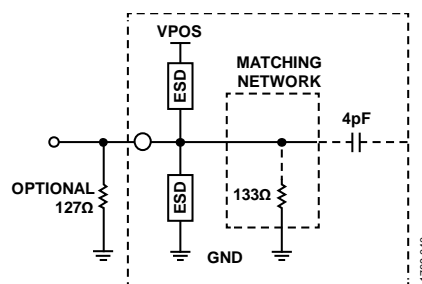 VPOS
ESD
MATCHING
NETWORK
4pF
OPTIONAL
127Ω
ESD
133Ω
GND